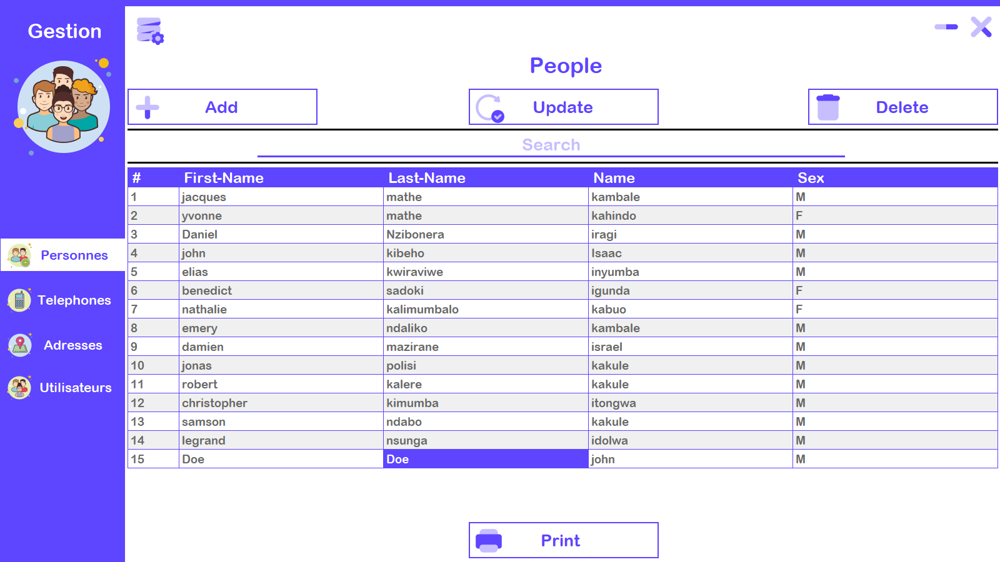 Gestion
People
Add Update Delete
Search
# First-Name Last-Name Name Sex
1 jacques mathe kambale M
2 yvonne mathe kahindo F
3 Daniel Nzibonera iragi M
4 john kibeho Isaac M
5 elias kwiraviwe inyumba M
6 benedict sadoki igunda F
7 nathalie kalimumbalo kabuo F
8 emery ndaliko kambale M
9 damien mazirane israel M
10 jonas polisi kakule M
11 robert kalere kakule M
12 christopher kimumba itongwa M
13 samson ndabo kakule M
14 legrand nsunga idolwa M
15 Doe Doe john M
Personnes
Telephones
Adresses
Utilisateurs
Print